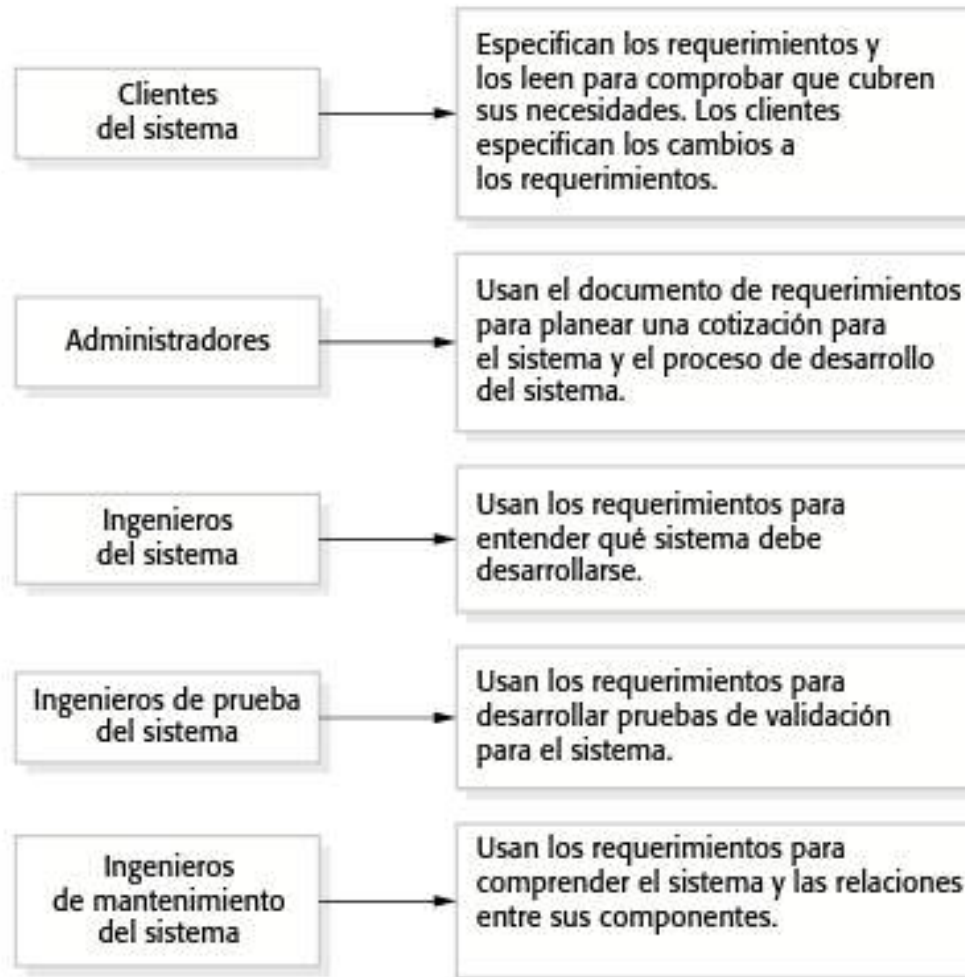 Clientes
del sistema
Especifican los requerimientos y
los leen para comprobar que cubren
sus necesidades. Los clientes
especifican los cambios a
los requerimientos.
Administradores
Usan el documento de requerimientos
para planear una cotización para
el sistema y el proceso de desarrollo
del sistema.
Ingenieros
del sistema
Usan los requerimientos para
entender qué sistema debe
desarrollarse.
Ingenieros de prueba
del sistema
Usan los requerimientos para
desarrollar pruebas de validación
para el sistema.
Ingenieros
de mantenimiento
del sistema
Usan los requerimientos para
comprender el sistema y las relaciones
entre sus componentes.